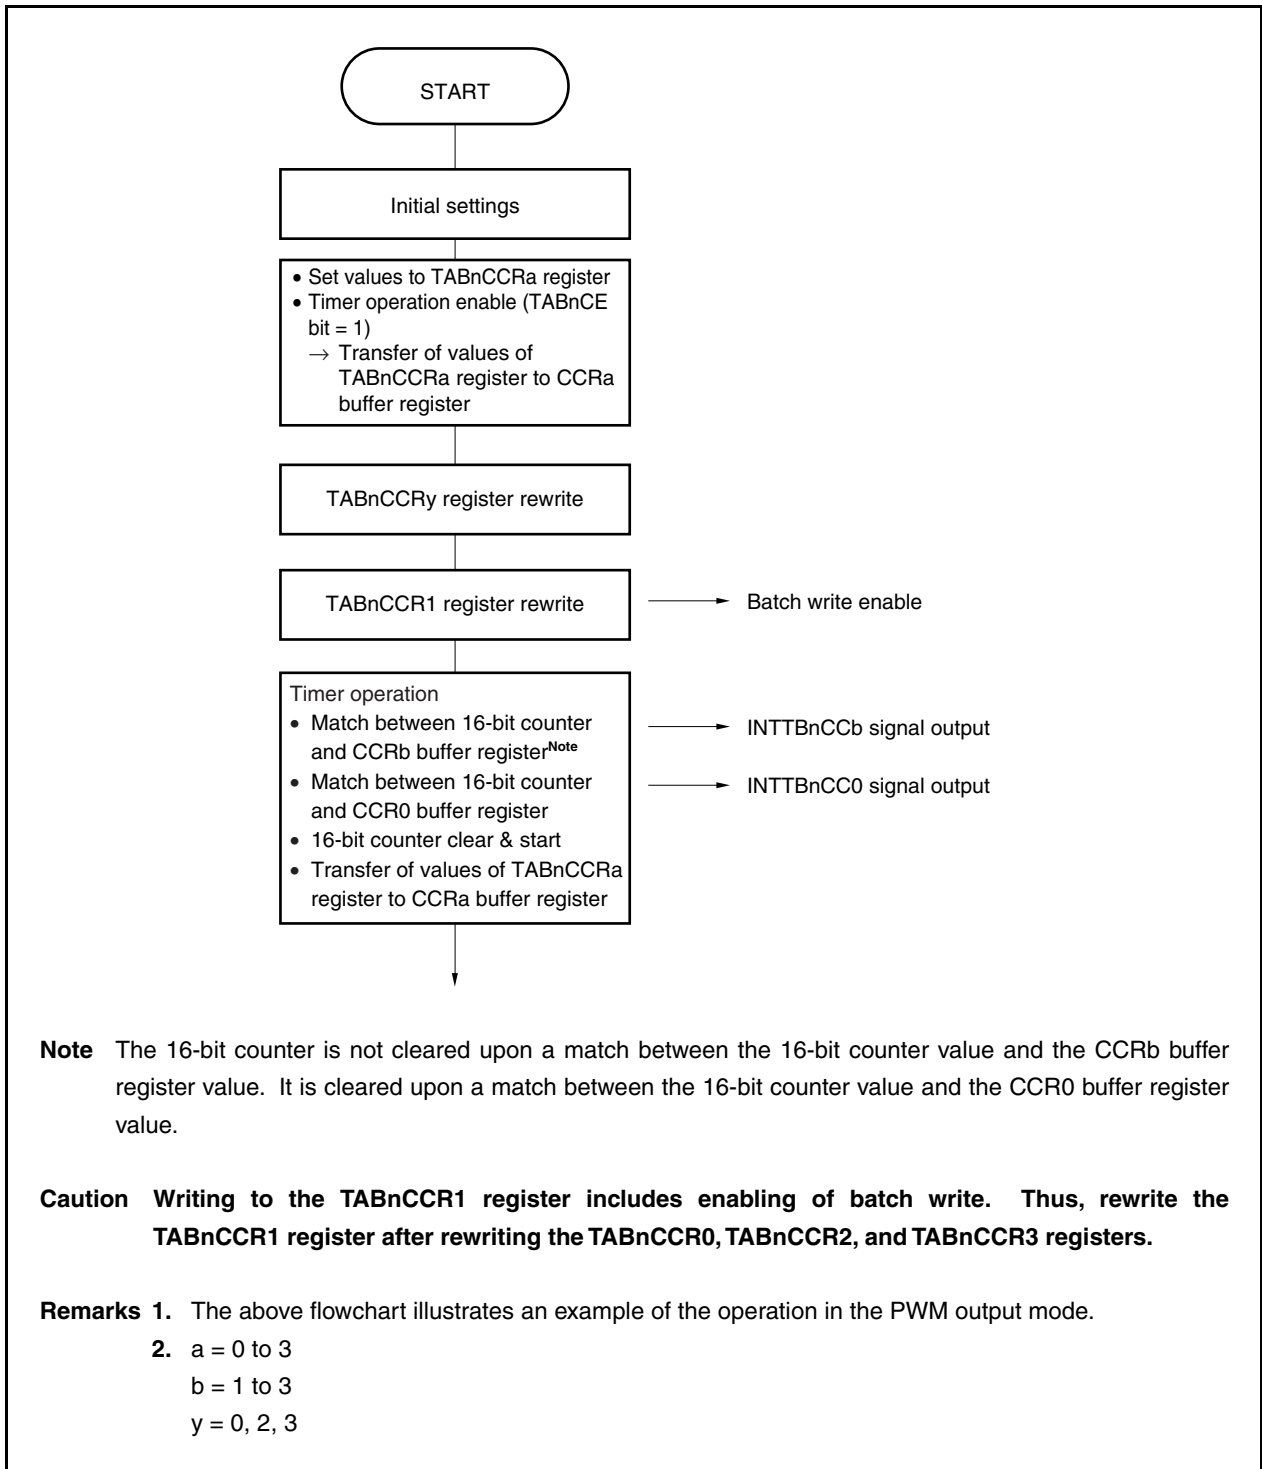 START
Initial settings
• Set values to TABnCCRa register
• Timer operation enable (TABnCE
bit = 1)
→ Transfer of values of
TABnCCRa register to CCRa
buffer register
TABnCCRy register rewrite
TABnCCR1 register rewrite
Batch write enable
Timer operation
• Match between 16-bit counter
and CCRb buffer registerNote
INTTBnCCb signal output
• Match between 16-bit counter
and CCR0 buffer register
INTTBnCC0 signal output
• 16-bit counter clear & start
• Transfer of values of TABnCCRa
register to CCRa buffer register
Note The 16-bit counter is not cleared upon a match between the 16-bit counter value and the CCRb buffer
register value. It is cleared upon a match between the 16-bit counter value and the CCR0 buffer register
value.
Caution Writing to the TABnCCR1 register includes enabling of batch write. Thus, rewrite the
TABnCCR1 register after rewriting the TABnCCR0, TABnCCR2, and TABnCCR3 registers.
Remarks 1. The above flowchart illustrates an example of the operation in the PWM output mode.
2. a = 0 to 3
b = 1 to 3
y = 0, 2, 3